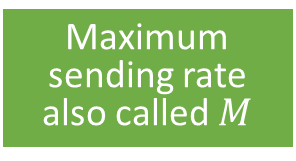 Maximum
sending rate
also called M